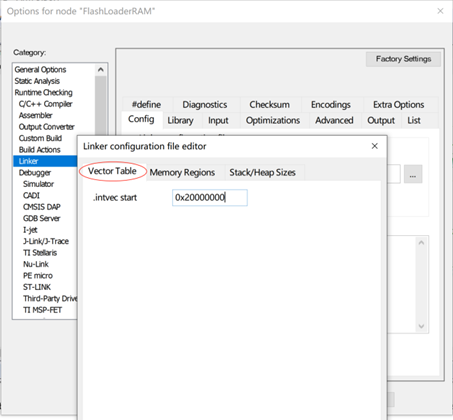 Options for node "FlashLoaderRAM"
Category:
General Options
Static Analysis
Runtime Checking
C/C++ Compiler
Assembler
Output Converter
Custom Build
Build Actions
Linker
Debugger
Simulator
CADI
CMSIS DAP
GDB Server
I-jet
J-Link/J-Trace
TI Stellaris
Nu-Link
PE micro
ST-LINK
Third-Party Drive
TI MSP-FET
Factory Settings
#define Diagnostics Checksum Encodings Extra Options
Config Library Input Optimizations Advanced Output List
...
Linker configuration file editor
Vector Table Memory Regions Stack/Heap Sizes
.intvec start 0x20000000